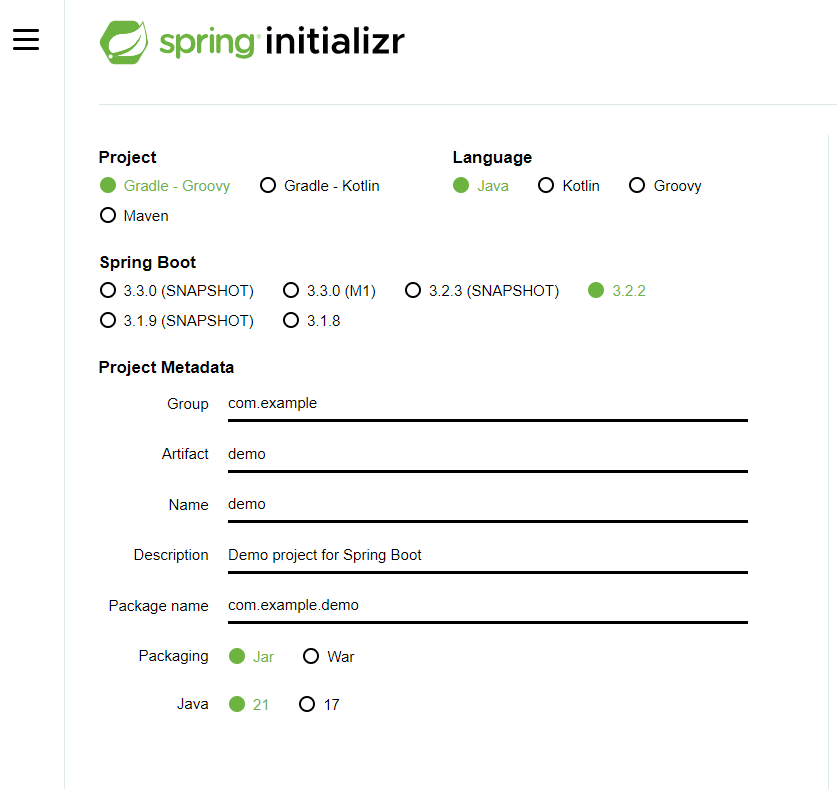 spring initializr
Project
Gradle - Groovy Gradle - Kotlin
Maven
Language
Java Kotlin Groovy
Spring Boot
3.3.0 (SNAPSHOT) 3.3.0 (M1) 3.2.3 (SNAPSHOT) 3.2.2
3.1.9 (SNAPSHOT) 3.1.8
Project Metadata
Group com.example
Artifact demo
Name demo
Description Demo project for Spring Boot
Package name com.example.demo
Packaging Jar War
Java 21 17